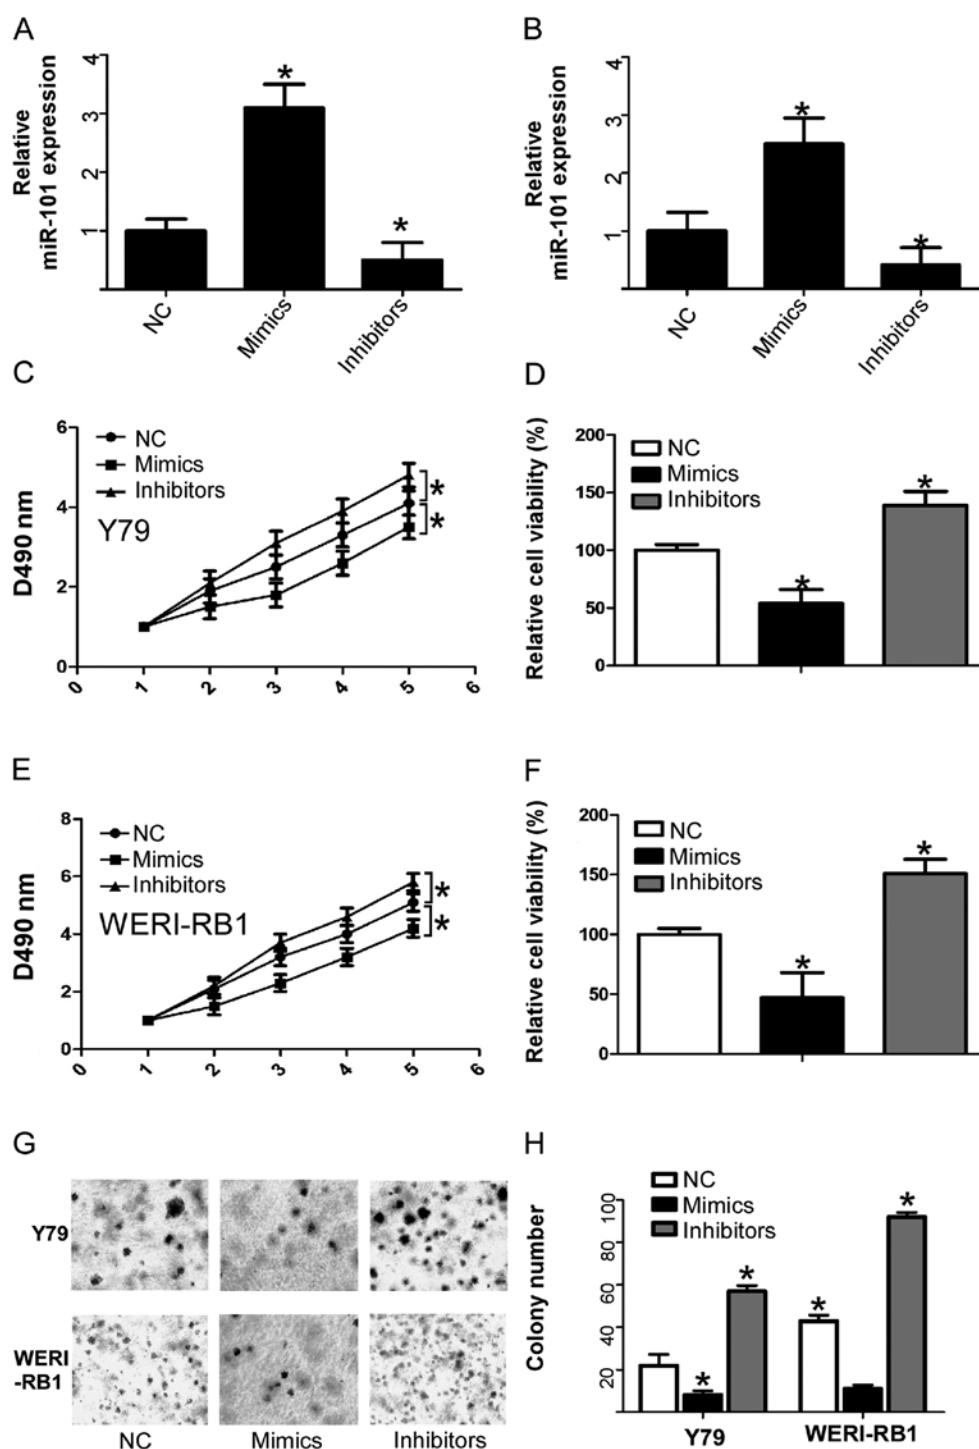 A
Relative
miR-101 expression
4
3
2
1
*
*
NC
Mimics
Inhibitors
B
Relative
miR-101 expression
4
3
2
1
*
*
NC
Mimics
Inhibitors
C
D490 nm
6
4
2
0
NC
Mimics
Inhibitors
Y79
*
*
0 1 2 3 4 5 6
D
Relative cell viability (%)
200
150
100
50
0
NC
Mimics
Inhibitors
*
*
E
D490 nm
8
6
4
2
0
NC
Mimics
Inhibitors
WERI-RB1
*
*
0 1 2 3 4 5 6
F
Relative cell viability (%)
200
150
100
50
0
NC
Mimics
Inhibitors
*
*
G
Y79
WERI
-RB1
NC Mimics Inhibitors
H
Colony number
100
80
60
40
20
NC
Mimics
Inhibitors
*
*
*
*
Y79 WERI-RB1